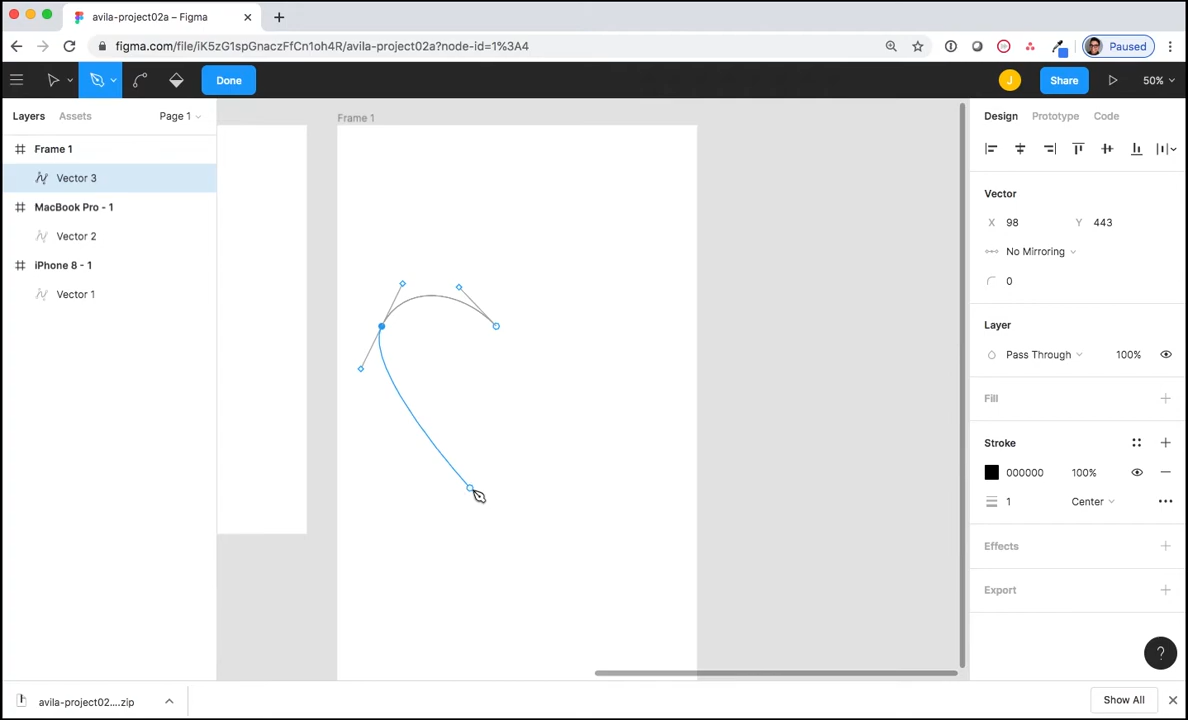 avila-project02a – Figma
figma.com/file/iK5zG1spGnaczFfCn1oh4R/avila-project02a?node-id=1%3A4
Paused
Done
J
Share
50%
Layers
Assets
Page 1
Frame 1
Vector 3
MacBook Pro - 1
Vector 2
iPhone 8 - 1
Vector 1
Frame 1
Design
Prototype
Code
Vector
X 98
Y 443
No Mirroring
0
Layer
Pass Through
100%
Fill
Stroke
000000
100%
1
Center
Effects
Export
?
avila-project02....zip
Show All